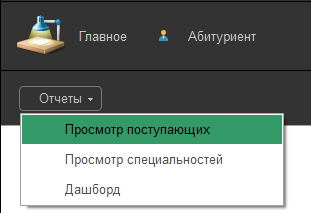 Главное Абитуриент
Отчеты
Просмотр поступающих
Просмотр специальностей
Дашборд